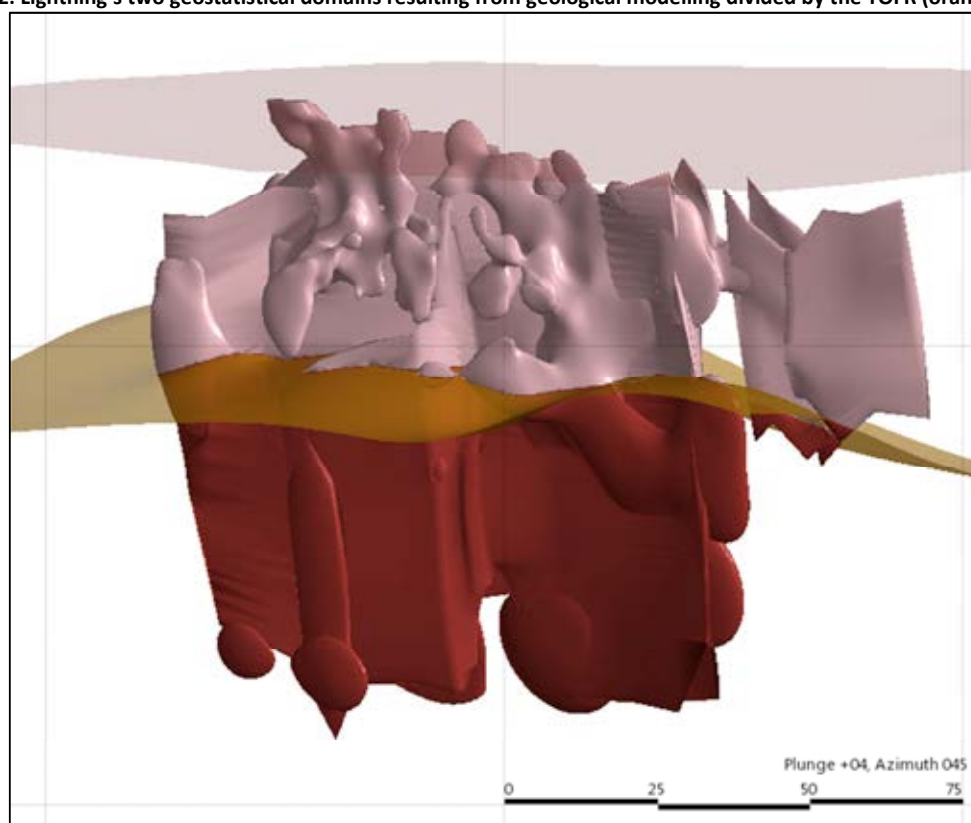 Lightning's two geostatistical domains resulting from geological modelling divided by the TOFR
Plunge +04, Azimuth 045
0 25 50 75